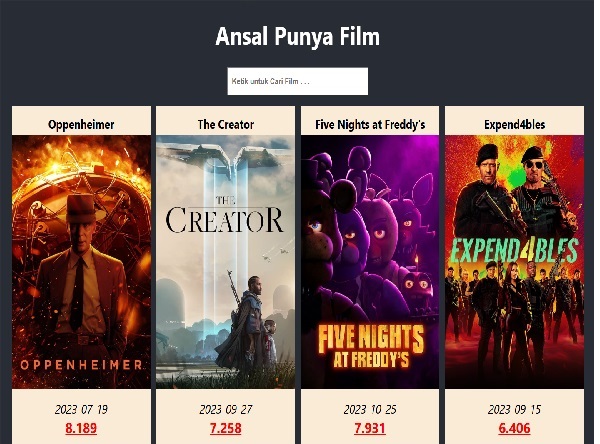 Ansal Punya Film
Ketik untuk Cari Film . . .
Oppenheimer
The Creator
Five Nights at Freddy's
Expend4bles
OPPENHEIMER
THE
CREATOR
FIVE NIGHTS
AT FREDDY'S
EXPEND4BLES
2023-07-19
2023-09-27
2023-10-25
2023-09-15
8.189
7.258
7.931
6.406